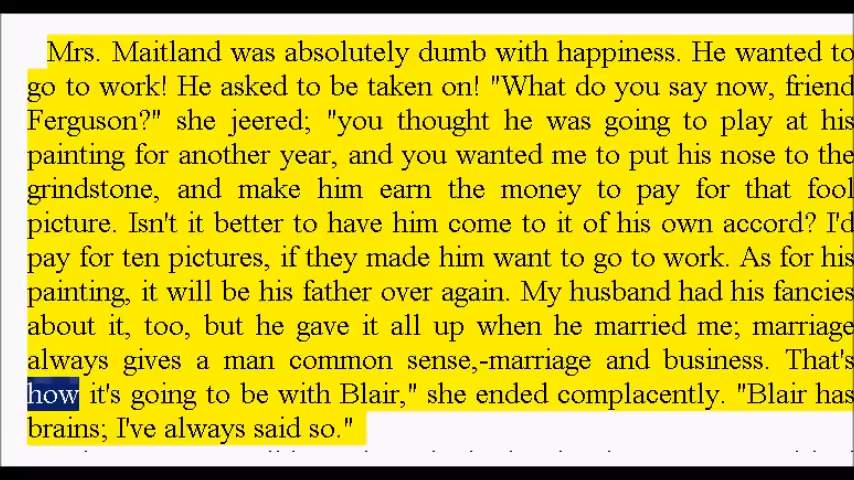 Mrs. Maitland was absolutely dumb with happiness. He wanted to
go to work! He asked to be taken on! "What do you say now, friend
Ferguson?" she jeered; "you thought he was going to play at his
painting for another year, and you wanted me to put his nose to the
grindstone, and make him earn the money to pay for that fool
picture. Isn't it better to have him come to it of his own accord? I'd
pay for ten pictures, if they made him want to go to work. As for his
painting, it will be his father over again. My husband had his fancies
about it, too, but he gave it all up when he married me; marriage
always gives a man common sense,-marriage and business. That's
how it's going to be with Blair," she ended complacently. "Blair has
brains; I've always said so."